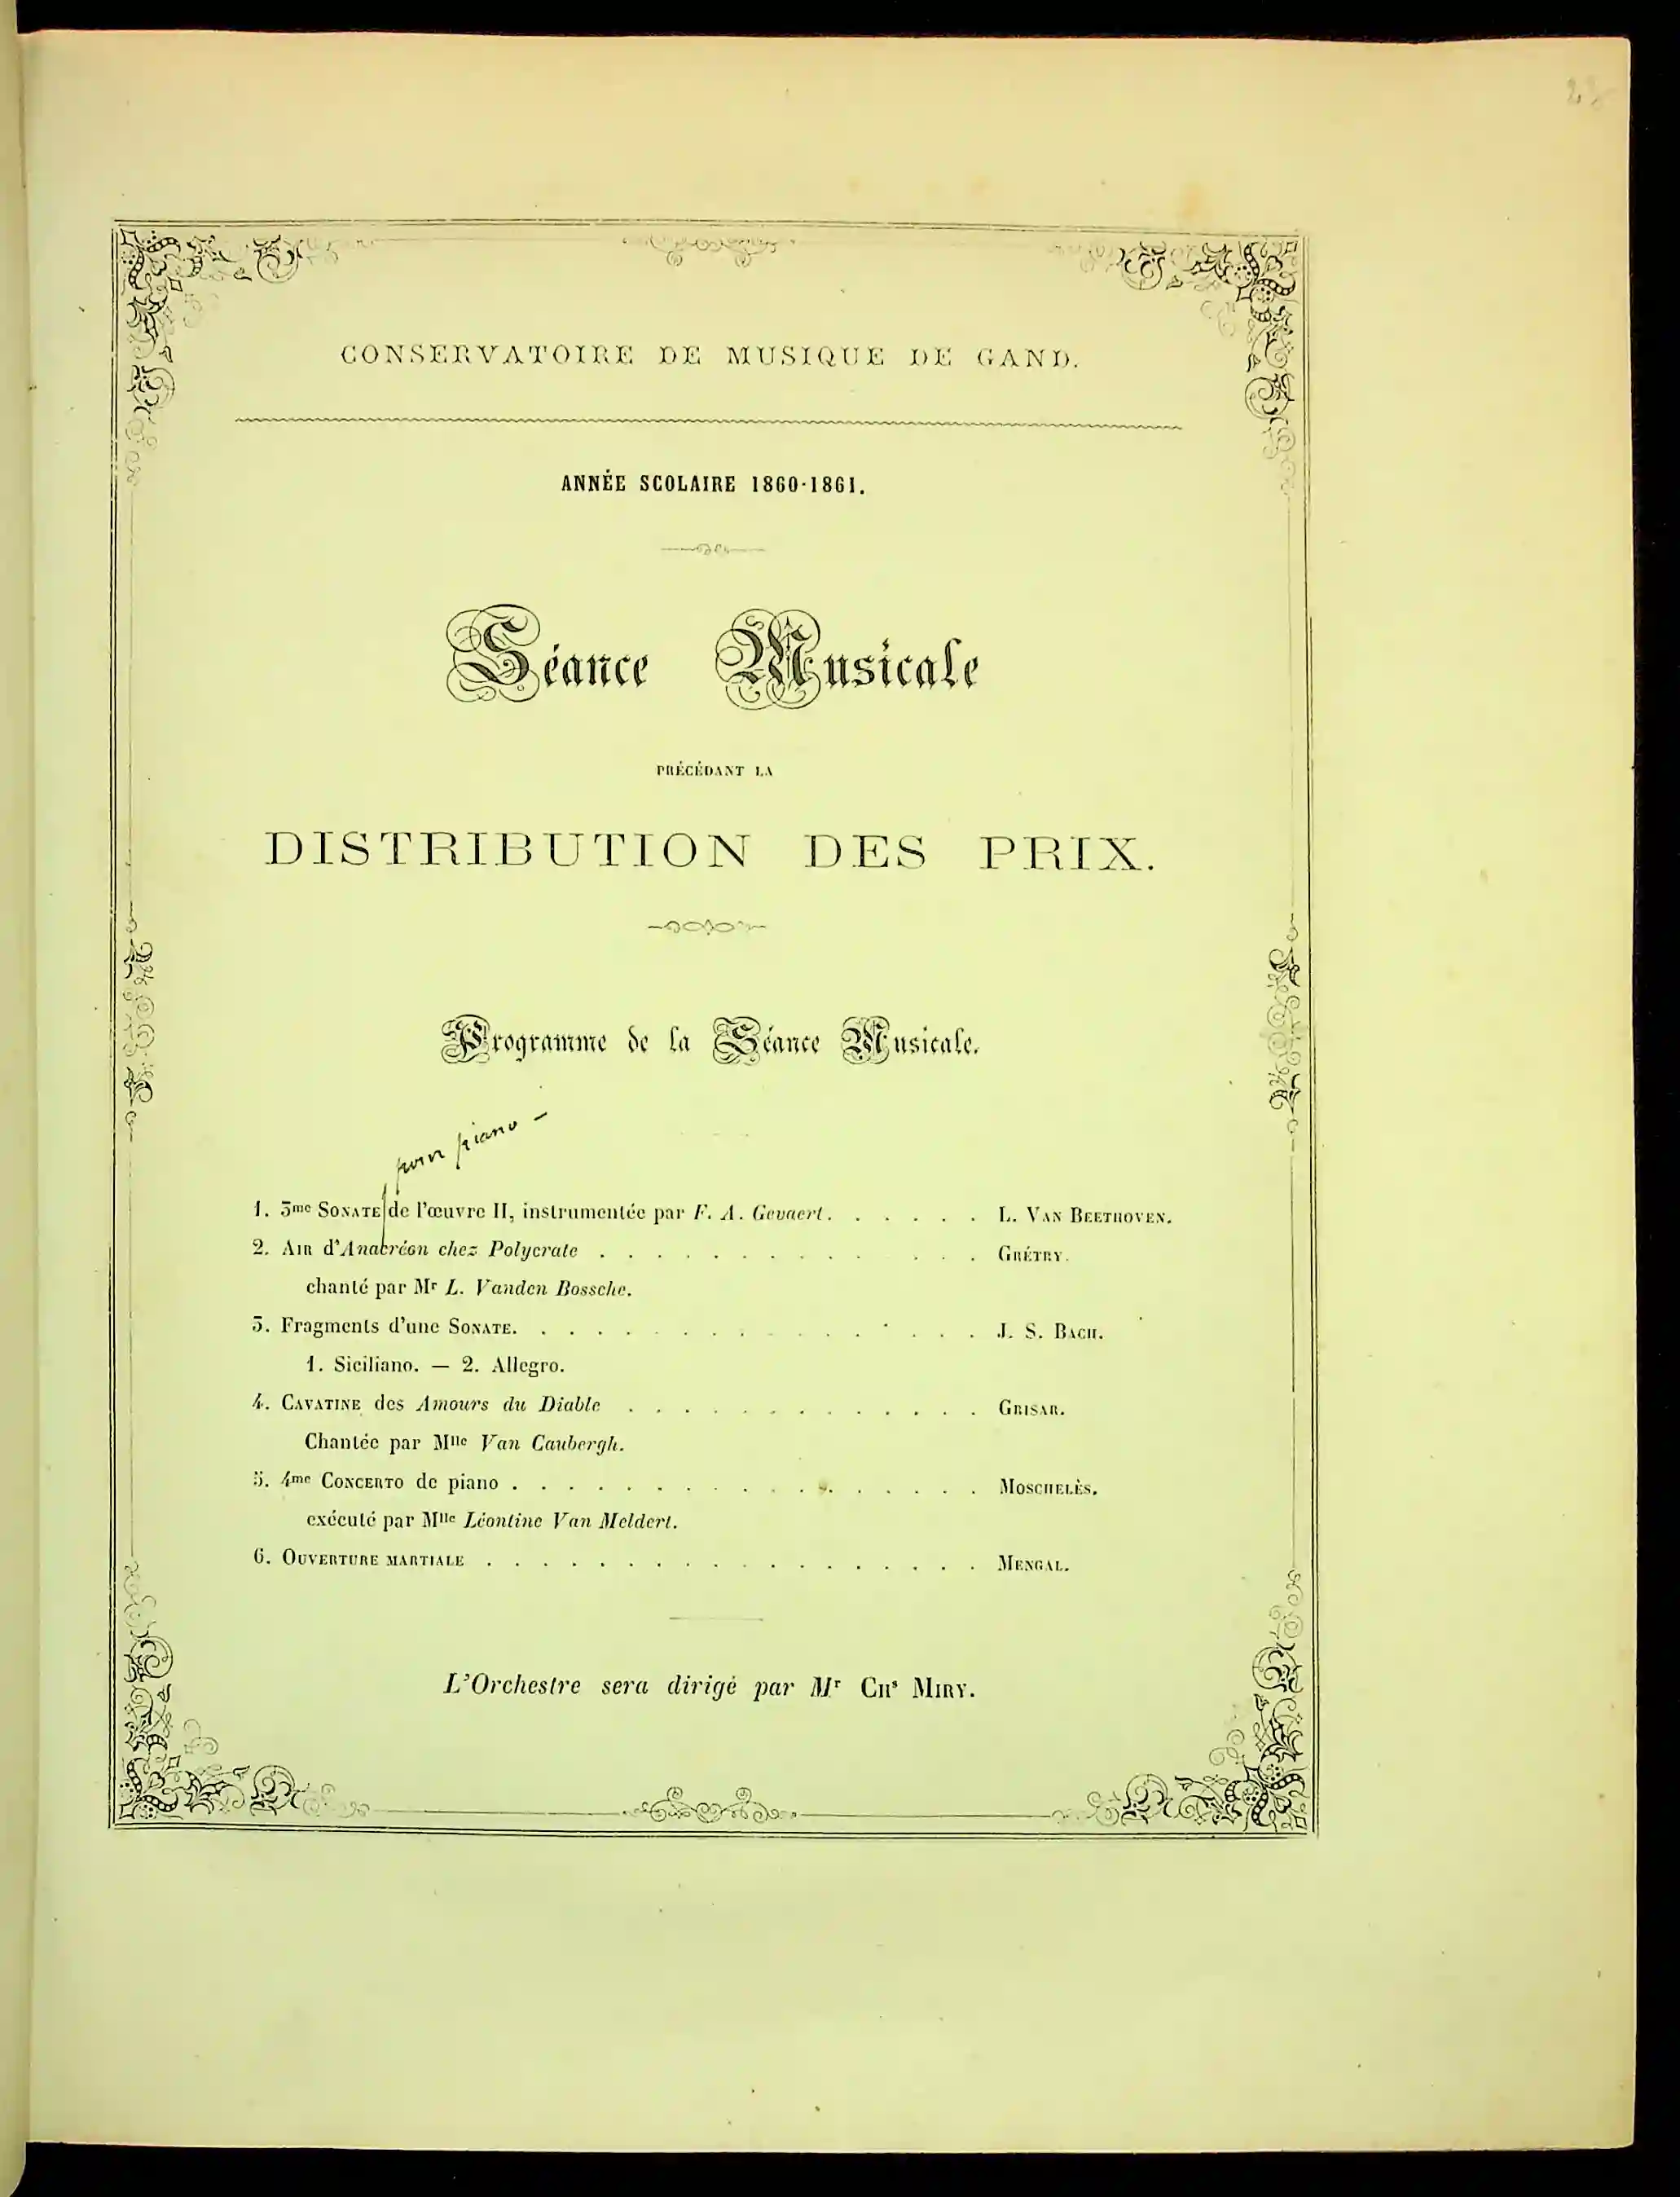 28
CONSERVATOIRE DE MUSIQUE DE GAND.
ANNÉE SCOLAIRE 1860-1861.
Séance Musicale
PRÉCÉDANT LA
DISTRIBUTION DES PRIX.
Programme de la Séance Musicale.
pour piano –
1. 3me SONATE de l'œuvre II, instrumentée par F. A. Gevaert. . . . . . . L. VAN BEETHOVEN.
2. AIR d'Anacréon chez Polycrate . . . . . . . . . . . . . . GRÉTRY.
chanté par Mr L. Vanden Bossche.
3. Fragments d'une SONATE. . . . . . . . . . . . . . . . . J. S. BACH.
1. Siciliano. — 2. Allegro.
4. CAVATINE des Amours du Diable . . . . . . . . . . . . . GRISAR.
Chantée par Mlle Van Caubergh.
5. 4me CONCERTO de piano . . . . . . . . . . . . . . . . . MOSCHELÈS.
exécuté par Mlle Léontine Van Meldert.
6. OUVERTURE MARTIALE . . . . . . . . . . . . . . . . . . MENGAL.
L'Orchestre sera dirigé par Mr CHs MIRY.